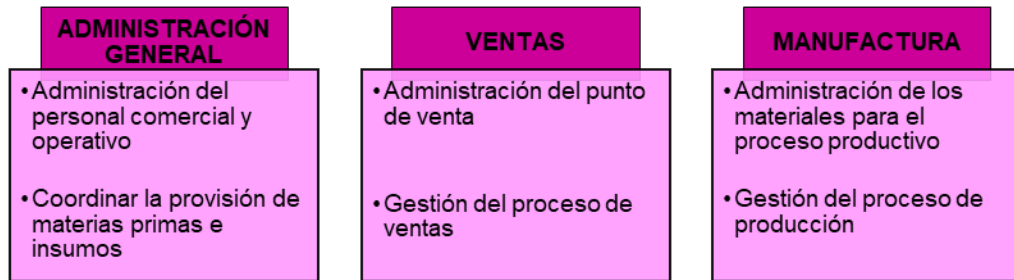 ADMINISTRACIÓN
GENERAL
•Administración del
personal comercial y
operativo
•Coordinar la provisión de
materias primas e
insumos
VENTAS
•Administración del punto
de venta
•Gestión del proceso de
ventas
MANUFACTURA
•Administración de los
materiales para el
proceso productivo
•Gestión del proceso de
producción